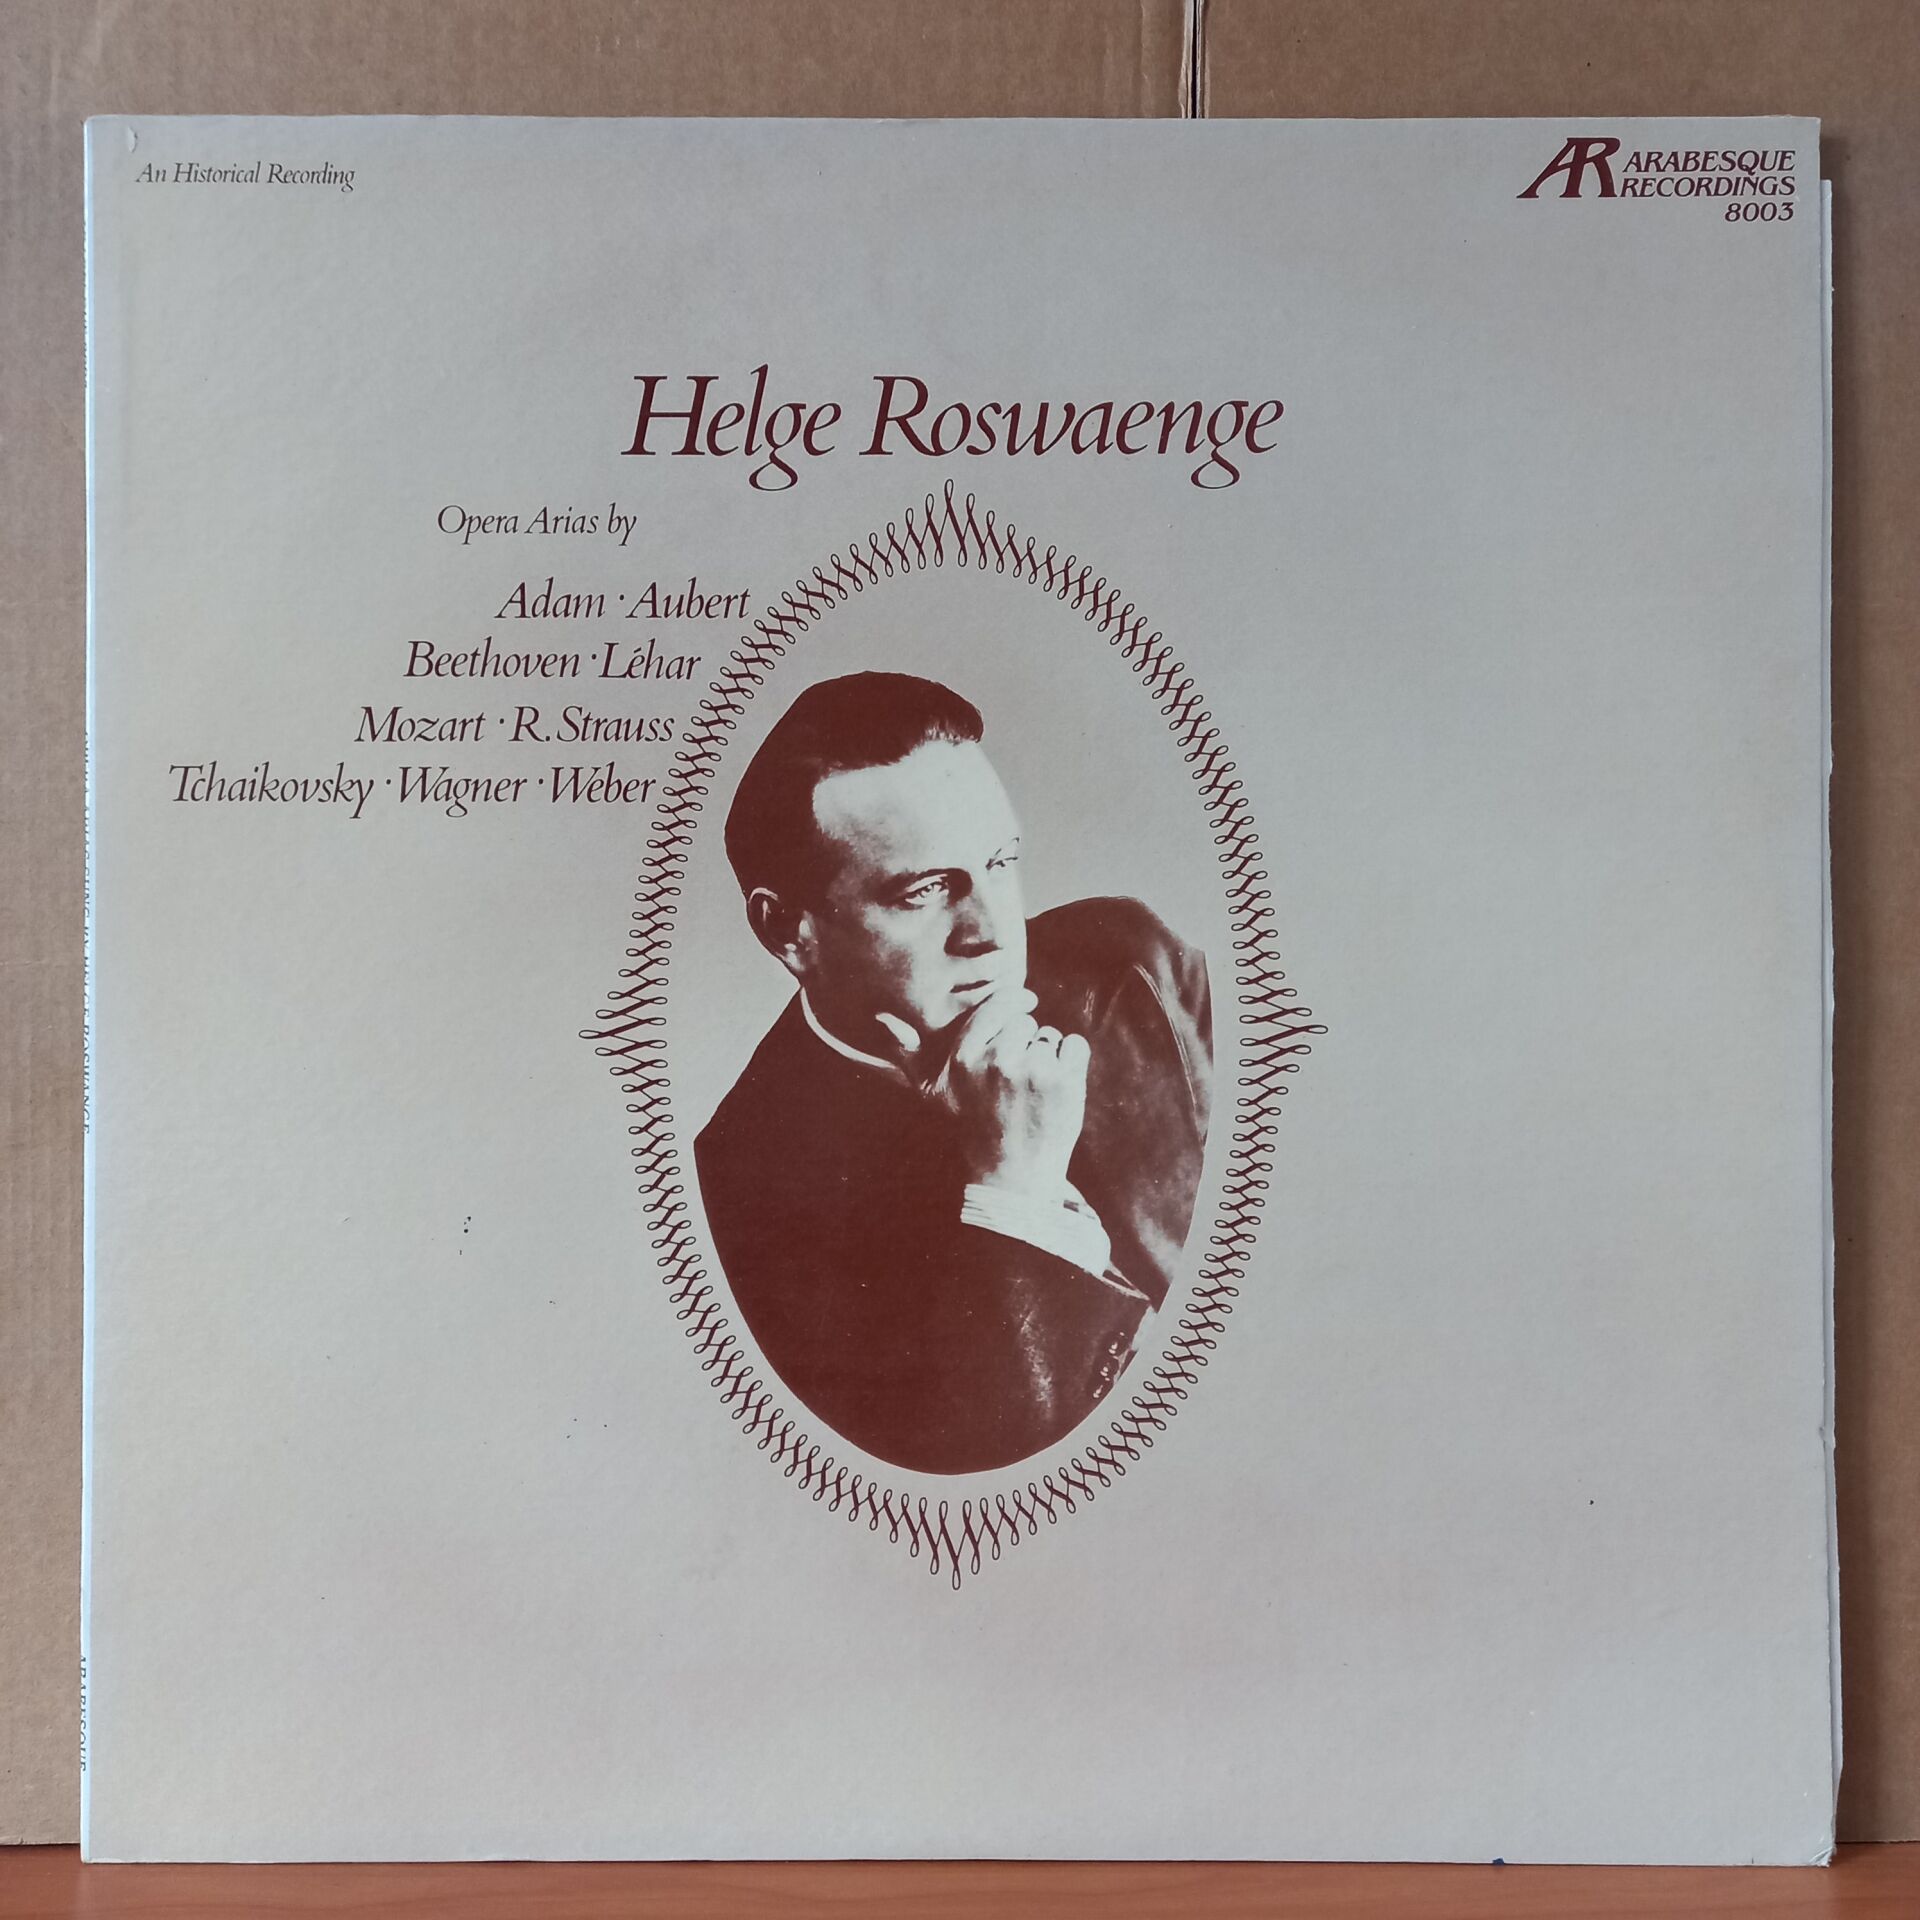 An Historical Recording
AR ARABESQUE
RECORDINGS
8003
Helge Roswaenge
Opera Arias by
Adam · Aubert
Beethoven · Léhar
Mozart · R. Strauss
Tchaikovsky · Wagner · Weber